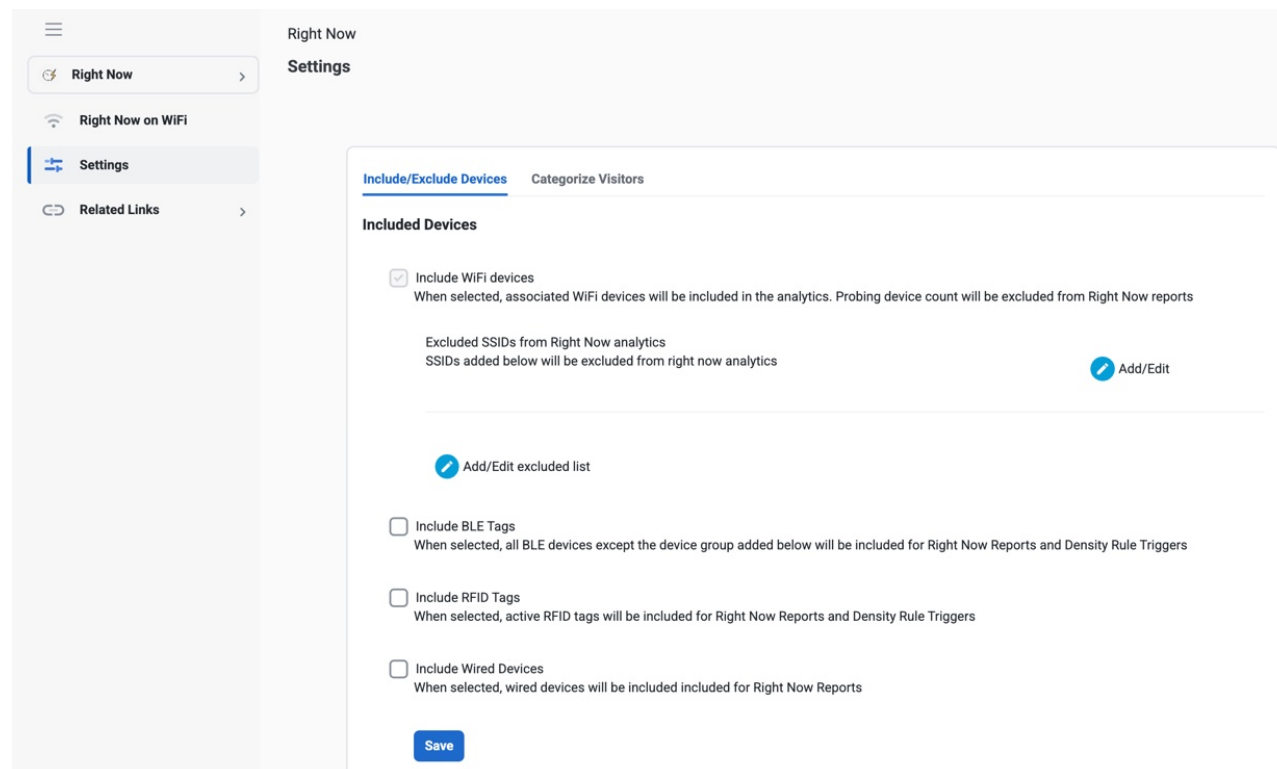 Right Now
Right Now on WiFi
Settings
Related Links
Right Now
Settings
Include/Exclude Devices
Categorize Visitors
Included Devices
Include WiFi devices
When selected, associated WiFi devices will be included in the analytics. Probing device count will be excluded from Right Now reports
Excluded SSIDs from Right Now analytics
SSIDs added below will be excluded from right now analytics
Add/Edit
Add/Edit excluded list
Include BLE Tags
When selected, all BLE devices except the device group added below will be included for Right Now Reports and Density Rule Triggers
Include RFID Tags
When selected, active RFID tags will be included for Right Now Reports and Density Rule Triggers
Include Wired Devices
When selected, wired devices will be included included for Right Now Reports
Save